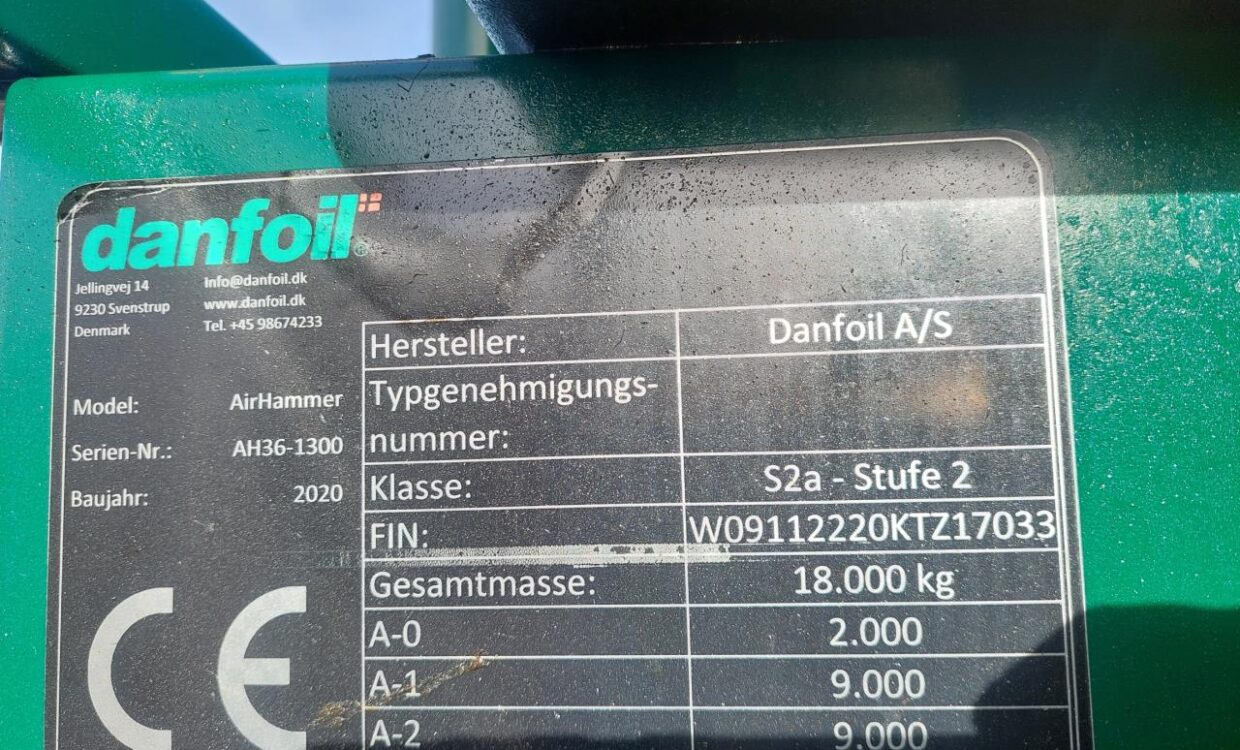 danfoil®
Jellingvej 14
9230 Svenstrup
Denmark
Info@danfoil.dk
www.danfoil.dk
Tel. +45 98674233
Model: AirHammer
Serien-Nr.: AH36-1300
Baujahr: 2020
CE
Hersteller: Danfoil A/S
Typgenehmigungs-
nummer:
Klasse: S2a - Stufe 2
FIN: W09112220KTZ17033
Gesamtmasse: 18.000 kg
A-0 2.000
A-1 9.000
A-2 9.000